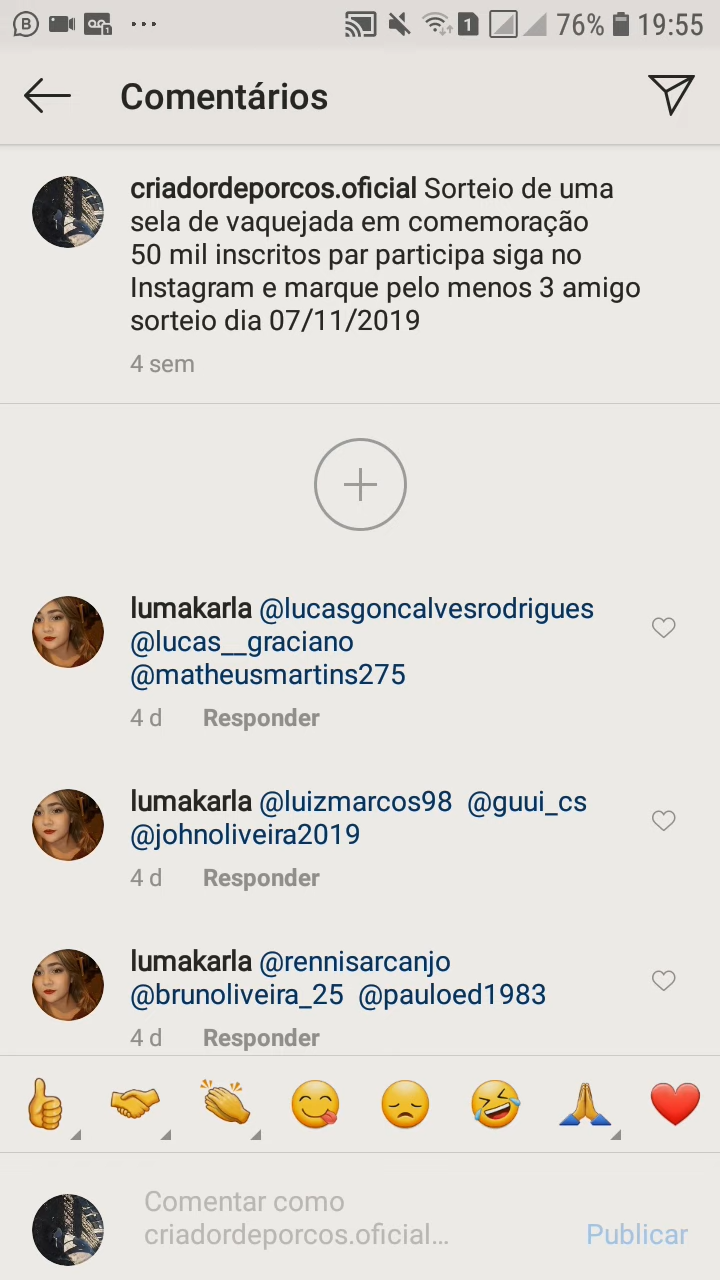 76% 19:55
Comentários
criadordeporcos.oficial Sorteio de uma
sela de vaquejada em comemoração
50 mil inscritos par participa siga no
Instagram e marque pelo menos 3 amigo
sorteio dia 07/11/2019
4 sem
lumakarla @lucasgoncalvesrodrigues
@lucas__graciano
@matheusmartins275
4 d Responder
lumakarla @luizmarcos98 @guui_cs
@johnoliveira2019
4 d Responder
lumakarla @rennisarcanjo
@brunoliveira_25 @pauloed1983
4 d Responder
Comentar como
criadordeporcos.oficial...
Publicar